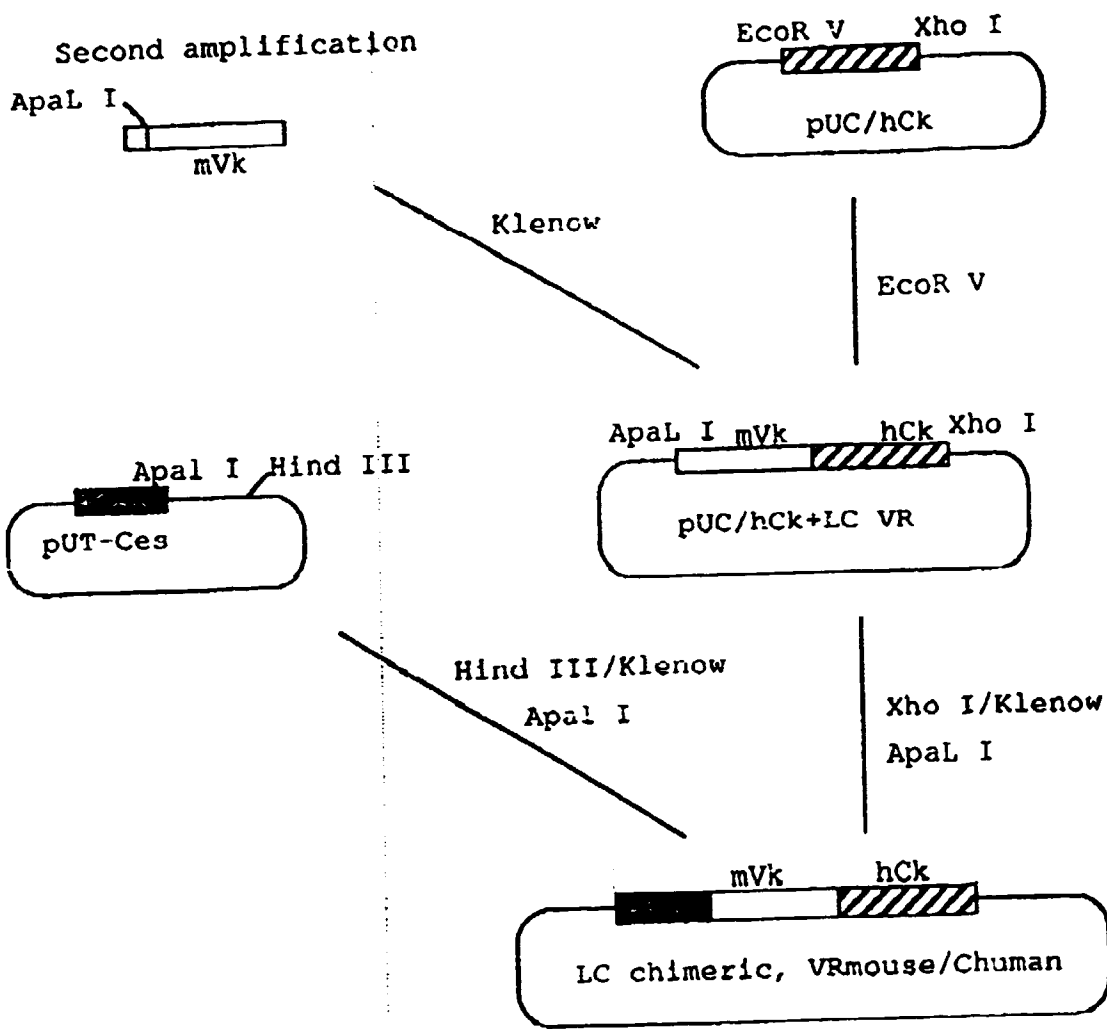 Second amplification
ApaL I
mVk
EcoR V Xho I
pUC/hCk
Klenow
EcoR V
Apal I Hind III
pUT-Ces
ApaL I mVk hCk Xho I
pUC/hCk+LC VR
Hind III/Klenow
Apal I
Xho I/Klenow
ApaL I
mVk hCk
LC chimeric, VRmouse/Chuman